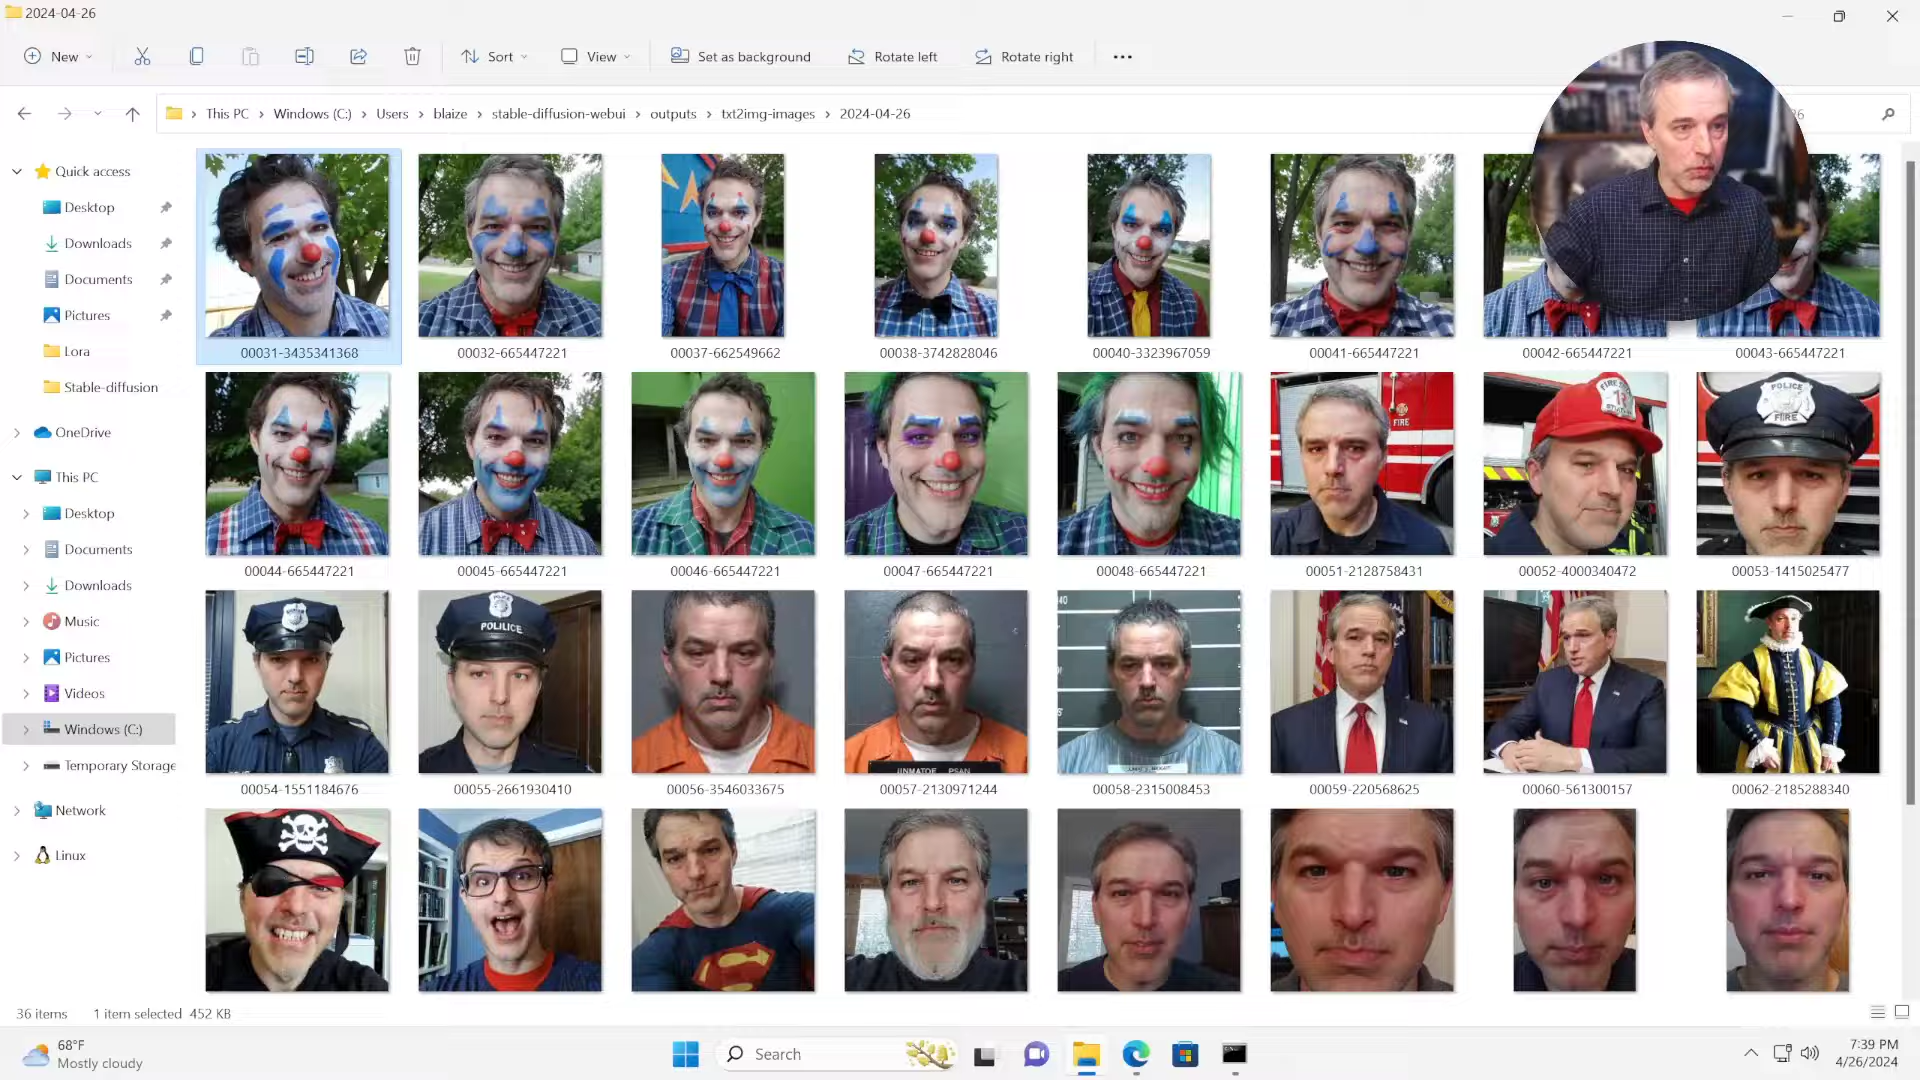 2024-04-26
New
Sort
View
Set as background
Rotate left
Rotate right
This PC > Windows (C:) > Users > blaize > stable-diffusion-webui > outputs > txt2img-images > 2024-04-26
Quick access
Desktop
Downloads
Documents
Pictures
Lora
Stable-diffusion
OneDrive
This PC
Desktop
Documents
Downloads
Music
Pictures
Videos
Windows (C:)
Temporary Storage
Network
Linux
00031-3435341368
00032-665447221
00037-662549662
00038-3742828046
00040-3323967059
00041-665447221
00042-665447221
00043-665447221
FIRE
POLICE
FIRE
00044-665447221
00045-665447221
00046-665447221
00047-665447221
00048-665447221
00051-2128758431
00052-4000340472
00053-1415025477
POLILICE
00054-1551184676
00055-2661930410
00056-3546033675
00057-2130971244
00058-2315008453
00059-220568625
00060-561300157
00062-2185288340
36 items
1 item selected 452 KB
68°F
Mostly cloudy
Search
7:39 PM
4/26/2024